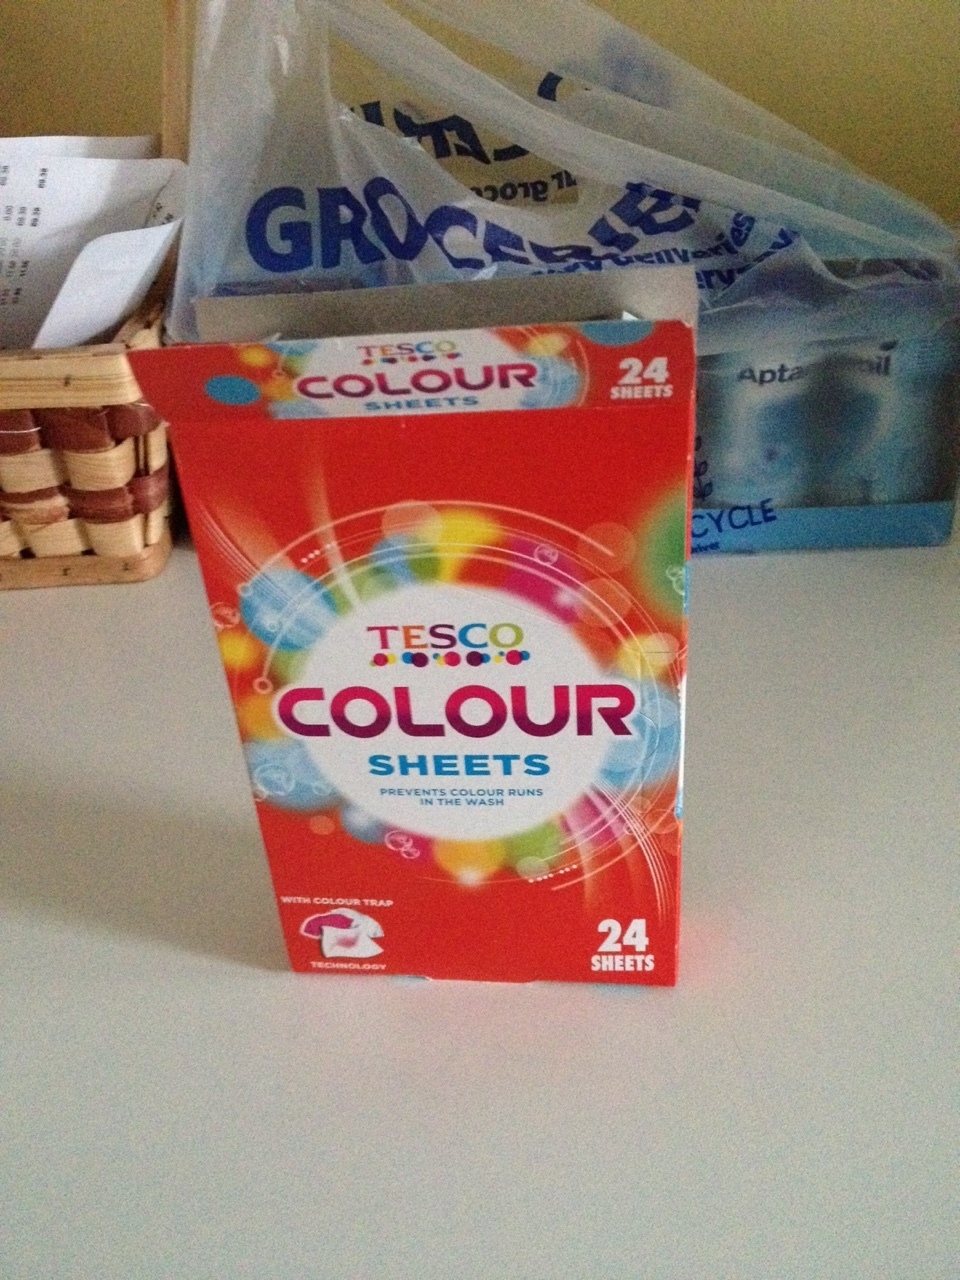 GROCERIES
TESCO
COLOUR
SHEETS
24
SHEETS
TESCO
COLOUR
SHEETS
PREVENTS COLOUR RUNS
IN THE WASH
WITH COLOUR TRAP
TECHNOLOGY
24
SHEETS
CYCLE